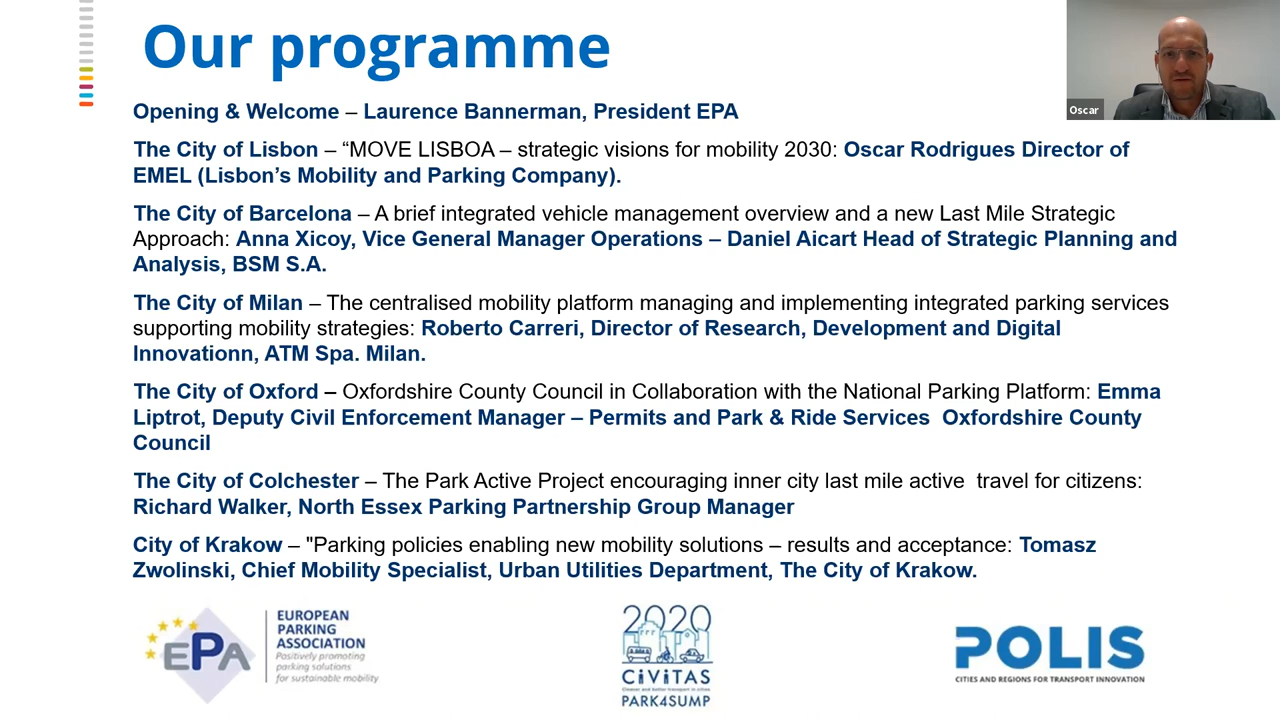 Our programme
Oscar
Opening & Welcome – Laurence Bannerman, President EPA
The City of Lisbon – “MOVE LISBOA – strategic visions for mobility 2030: Oscar Rodrigues Director of
EMEL (Lisbon’s Mobility and Parking Company).
The City of Barcelona – A brief integrated vehicle management overview and a new Last Mile Strategic
Approach: Anna Xicoy, Vice General Manager Operations – Daniel Aicart Head of Strategic Planning and
Analysis, BSM S.A.
The City of Milan – The centralised mobility platform managing and implementing integrated parking services
supporting mobility strategies: Roberto Carreri, Director of Research, Development and Digital
Innovationn, ATM Spa. Milan.
The City of Oxford – Oxfordshire County Council in Collaboration with the National Parking Platform: Emma
Liptrot, Deputy Civil Enforcement Manager – Permits and Park & Ride Services  Oxfordshire County
Council
The City of Colchester – The Park Active Project encouraging inner city last mile active  travel for citizens:
Richard Walker, North Essex Parking Partnership Group Manager
City of Krakow – "Parking policies enabling new mobility solutions – results and acceptance: Tomasz
Zwolinski, Chief Mobility Specialist, Urban Utilities Department, The City of Krakow.
EPA
EUROPEAN
PARKING
ASSOCIATION
Positively promoting
parking solutions
for sustainable mobility
2020
CiViTAS
Cleaner and better transport in cities
PARK4SUMP
POLIS
CITIES AND REGIONS FOR TRANSPORT INNOVATION